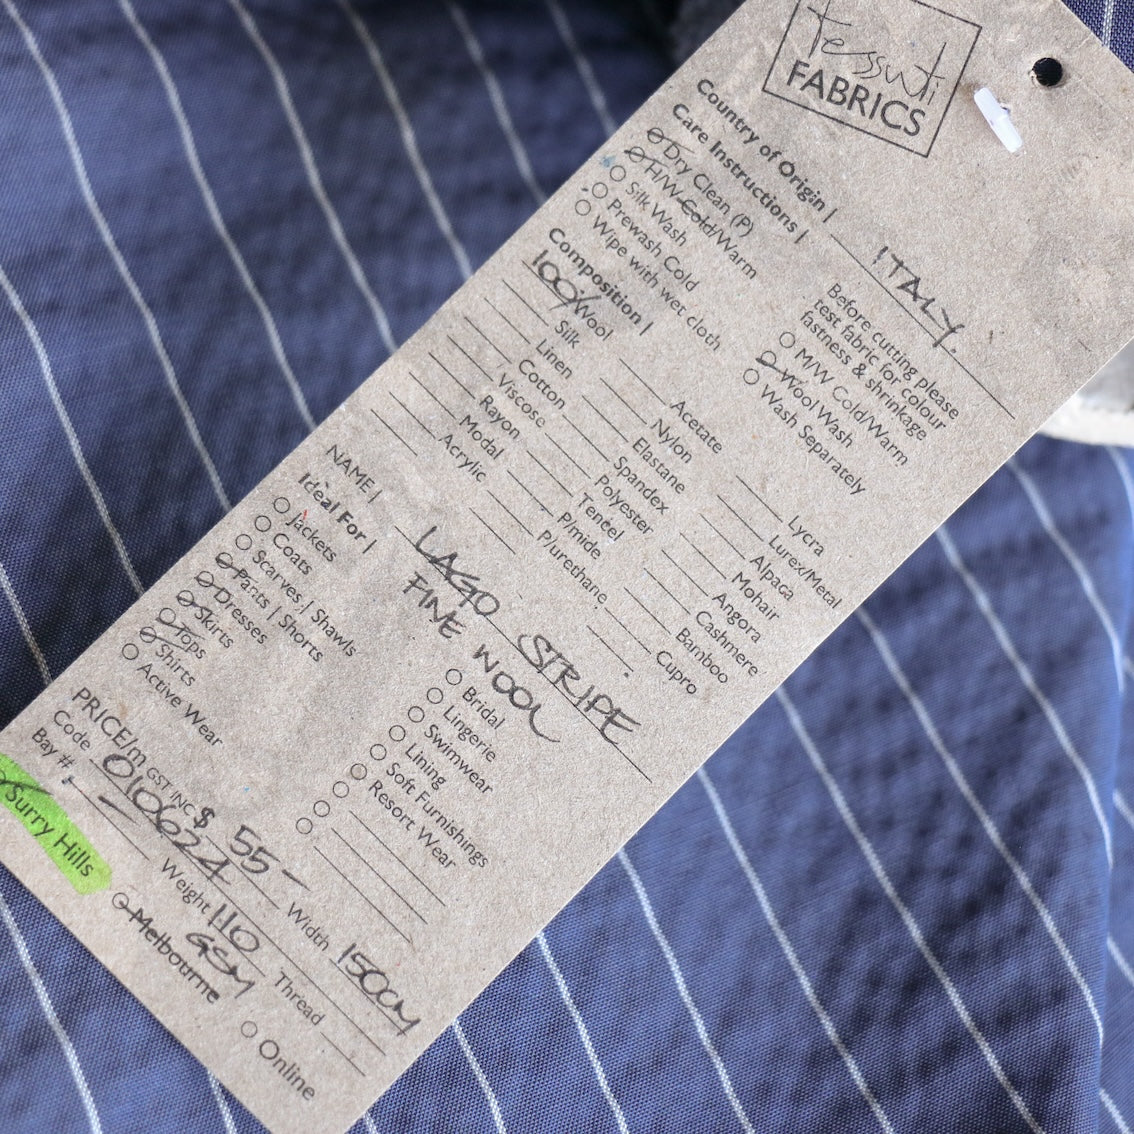 tessuti
FABRICS
Country of Origin | ITALY.
Care Instructions |
Dry Clean (P)
H/W Cold/Warm
Silk Wash
Prewash Cold
Wipe with wet cloth
Before cutting please
test fabric for colour
fastness & shrinkage
M/W Cold/Warm
Wool Wash
Wash Separately
Composition |
100% Wool
Silk
Linen
Cotton
Viscose
Rayon
Modal
Acrylic
Acetate
Nylon
Elastane
Spandex
Polyester
Tencel
P/mide
P/urethane
Lycra
Lurex/Metal
Alpaca
Mohair
Angora
Cashmere
Bamboo
Cupro
NAME | LAGO STRIPE
FINE WOOL
Ideal For |
Jackets
Coats
Scarves | Shawls
Pants | Shorts
Dresses
Skirts
Tops
Shirts
Active Wear
Bridal
Lingerie
Swimwear
Lining
Soft Furnishings
Resort Wear
PRICE/m GST INC $ 55 - Width 150CM
Code 010624 Weight 110 GSM Thread
Bay #
Surry Hills
Melbourne
Online